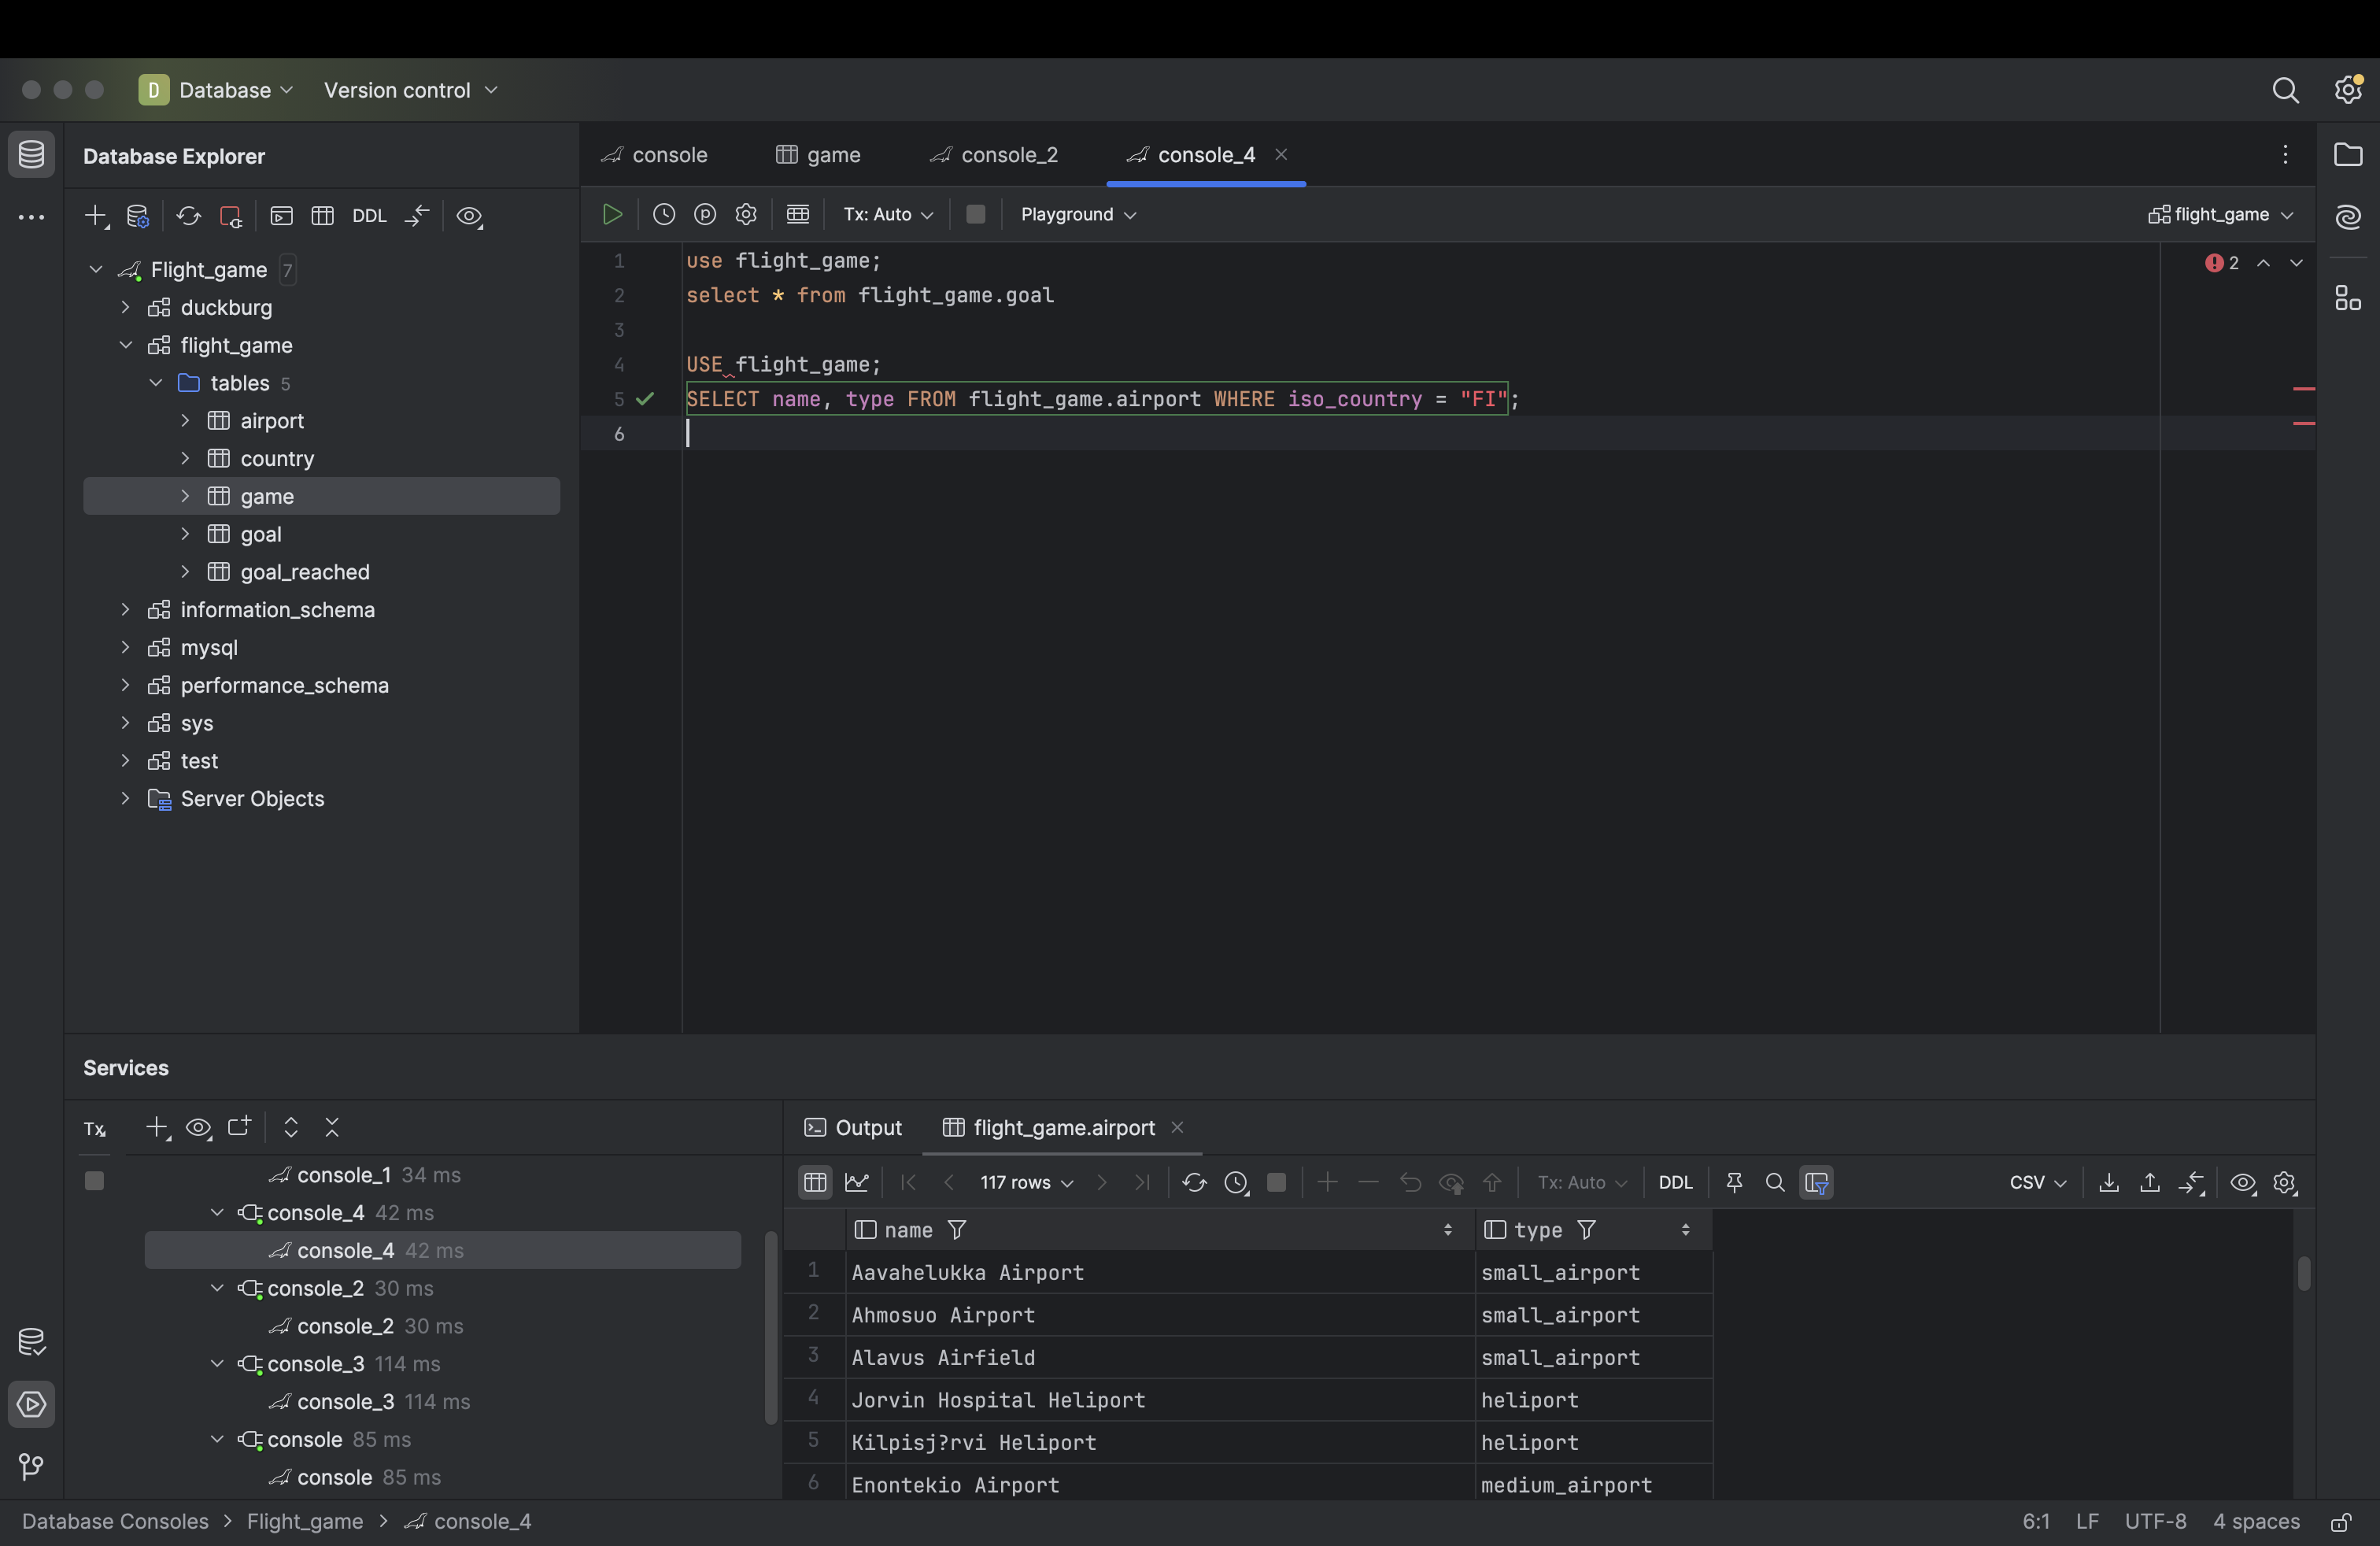 D Database Version control
Database Explorer
DDL
Flight_game 7
duckburg
flight_game
tables 5
airport
country
game
goal
goal_reached
information_schema
mysql
performance_schema
sys
test
Server Objects
console game console_2 console_4
Tx: Auto Playground flight_game
2
1 use flight_game;
2 select * from flight_game.goal
3
4 USE flight_game;
5 SELECT name, type FROM flight_game.airport WHERE iso_country = "FI";
6
Services
Tx
console_1 34 ms
console_4 42 ms
console_4 42 ms
console_2 30 ms
console_2 30 ms
console_3 114 ms
console_3 114 ms
console 85 ms
console 85 ms
Output flight_game.airport
117 rows Tx: Auto DDL CSV
name type
1 Aavahelukka Airport small_airport
2 Ahmosuo Airport small_airport
3 Alavus Airfield small_airport
4 Jorvin Hospital Heliport heliport
5 Kilpisj?rvi Heliport heliport
6 Enontekio Airport medium_airport
Database Consoles > Flight_game > console_4
6:1 LF UTF-8 4 spaces